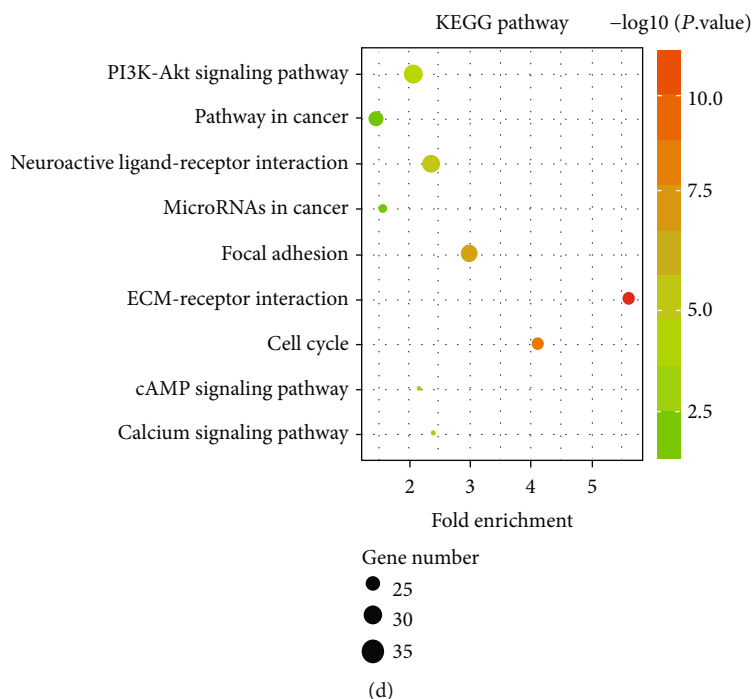 KEGG pathway
−log10 (P.value)
PI3K-Akt signaling pathway
Pathway in cancer
Neuroactive ligand-receptor interaction
MicroRNAs in cancer
Focal adhesion
ECM-receptor interaction
Cell cycle
cAMP signaling pathway
Calcium signaling pathway
10.0
7.5
5.0
2.5
2 3 4 5
Fold enrichment
Gene number
25
30
35
(d)